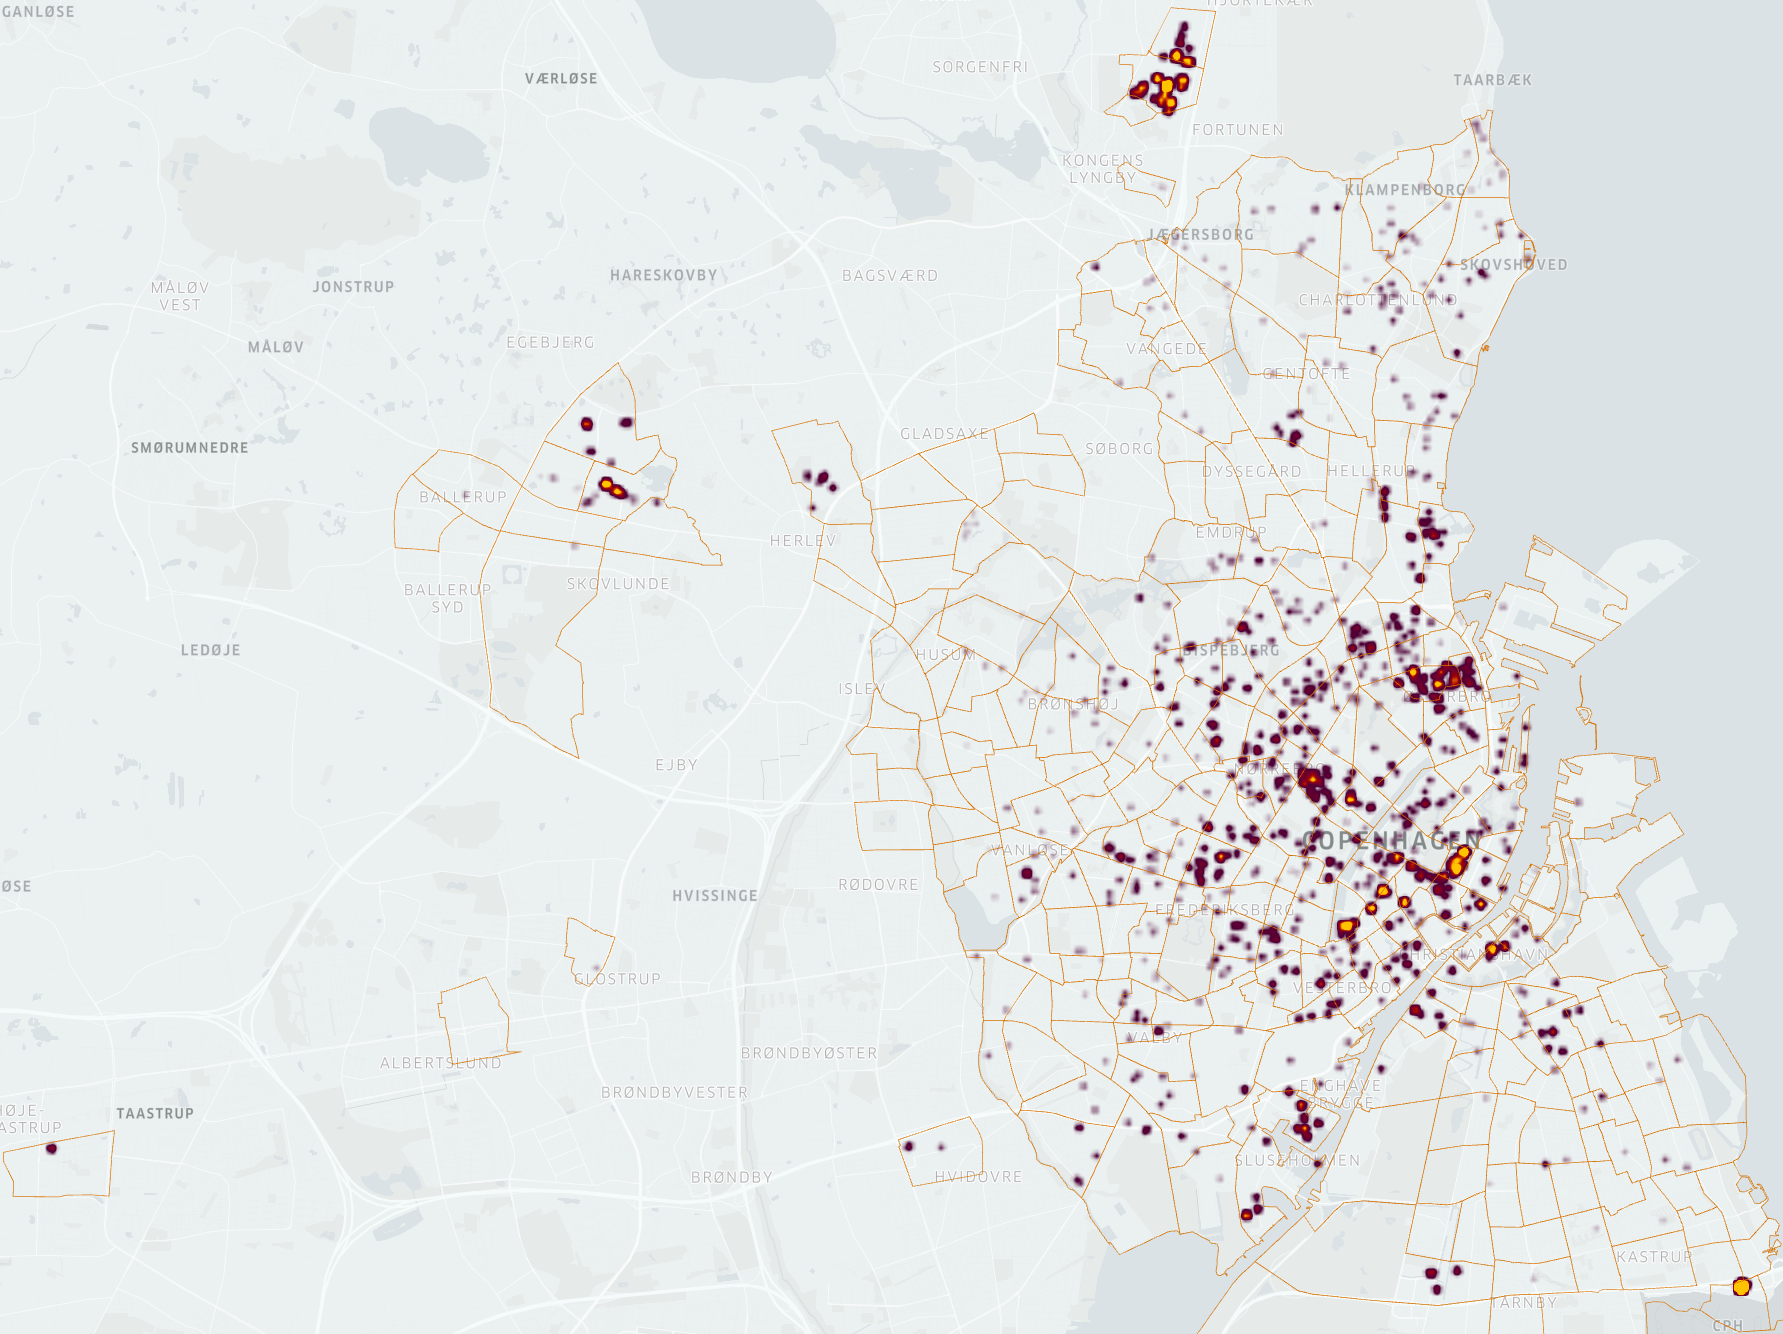 GANLØSE
HJORTEKÆR
SORGENFRI
VÆRLØSE
TAARBÆK
FORTUNEN
KONGENS
LYNGBY
KLAMPENBORG
JÆGERSBORG
SKOVSHOVED
HARESKOVBY
BAGSVÆRD
MÅLØV
VEST
JONSTRUP
CHARLOTTENLUND
EGEBJERG
MÅLØV
VANGEDE
GENTOFTE
GLADSAXE
SMØRUMNEDRE
SØBORG
DYSSEGÅRD
HELLERUP
BALLERUP
EMDRUP
HERLEV
SKOVLUNDE
BALLERUP
SYD
LEDØJE
HUSUM
BISPEBJERG
ISLEV
ØSTERBRO
BRØNSHØJ
EJBY
NØRREBRO
COPENHAGEN
VANLØSE
ØSE
RØDOVRE
HVISSINGE
FREDERIKSBERG
CHRISTIANSHAVN
GLOSTRUP
VESTERBRO
VALBY
BRØNDBYØSTER
ALBERTSLUND
ENGHAVE
BRYGGE
BRØNDBYVESTER
HØJE-
TAASTRUP
TAASTRUP
SLUSEHOLMEN
BRØNDBY
HVIDOVRE
KASTRUP
TÅRNBY
CPH